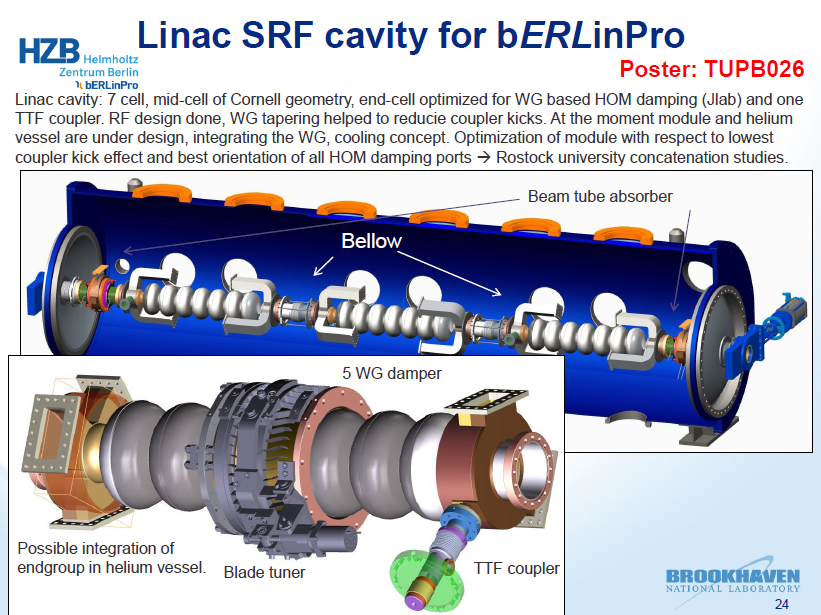 Linac SRF cavity for bERLinPro
HZB Helmholtz
Zentrum Berlin
bERLinPro
Poster: TUPB026
Linac cavity: 7 cell, mid-cell of Cornell geometry, end-cell optimized for WG based HOM damping (Jlab) and one
TTF coupler. RF design done, WG tapering helped to reducie coupler kicks. At the moment module and helium
vessel are under design, integrating the WG, cooling concept. Optimization of module with respect to lowest
coupler kick effect and best orientation of all HOM damping ports → Rostock university concatenation studies.
Beam tube absorber
Bellow
5 WG damper
Possible integration of
endgroup in helium vessel.
Blade tuner
TTF coupler
BROOKHAVEN
NATIONAL LABORATORY
24